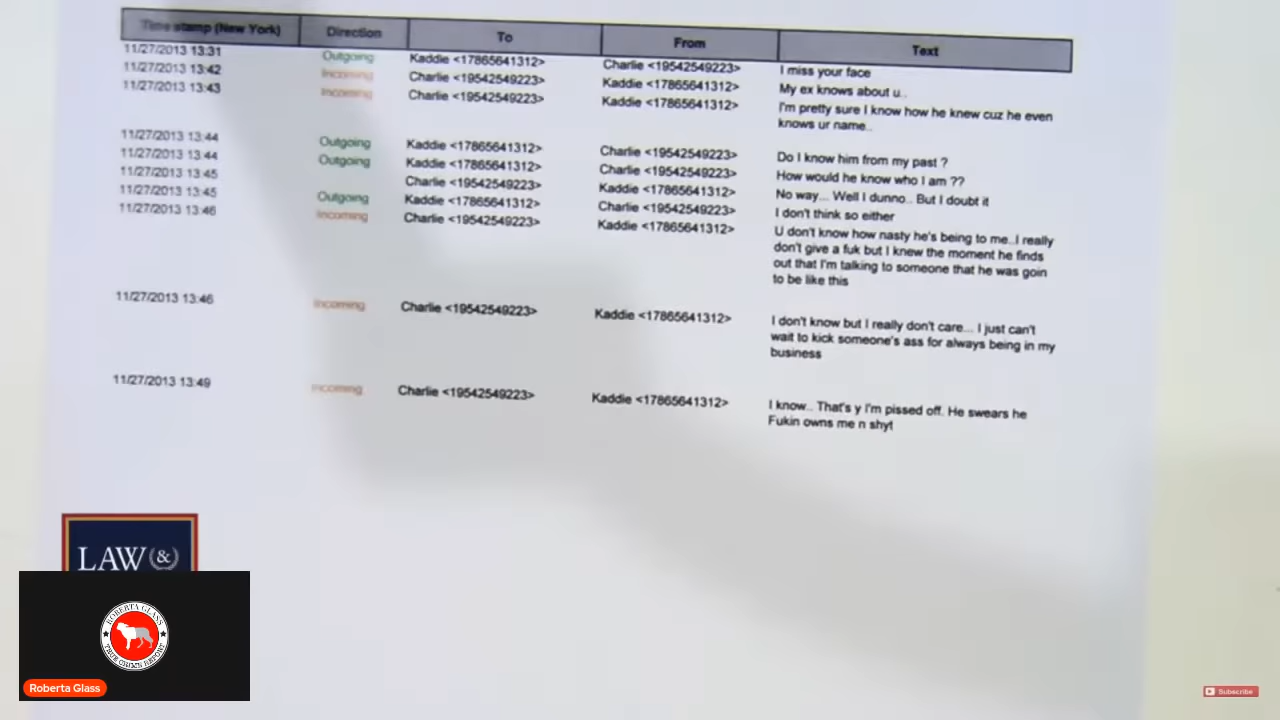 Time stamp (New York) Direction To From Text
11/27/2013 13:31 Outgoing Kaddie <17865641312> Charlie <19542549223> I miss your face
11/27/2013 13:42 Incoming Charlie <19542549223> Kaddie <17865641312> My ex knows about u..
11/27/2013 13:43 Incoming Charlie <19542549223> Kaddie <17865641312> I'm pretty sure I know how he knew cuz he even
knows ur name..
11/27/2013 13:44 Outgoing Kaddie <17865641312> Charlie <19542549223> Do I know him from my past ?
11/27/2013 13:44 Outgoing Kaddie <17865641312> Charlie <19542549223> How would he know who I am ??
11/27/2013 13:45 Charlie <19542549223> Kaddie <17865641312> No way... Well I dunno.. But I doubt it
11/27/2013 13:45 Outgoing Kaddie <17865641312> Charlie <19542549223> I don't think so either
11/27/2013 13:46 Incoming Charlie <19542549223> Kaddie <17865641312> U don't know how nasty he's being to me..I really
don't give a fuk but I knew the moment he finds
out that I'm talking to someone that he was goin
to be like this
11/27/2013 13:46 Incoming Charlie <19542549223> Kaddie <17865641312> I don't know but I really don't care... I just can't
wait to kick someone's ass for always being in my
business
11/27/2013 13:49 Incoming Charlie <19542549223> Kaddie <17865641312> I know.. That's y I'm pissed off. He swears he
Fukin owns me n shyt
LAW &
ROBERTA GLASS
TRUE CRIME REPORT
Roberta Glass
Subscribe